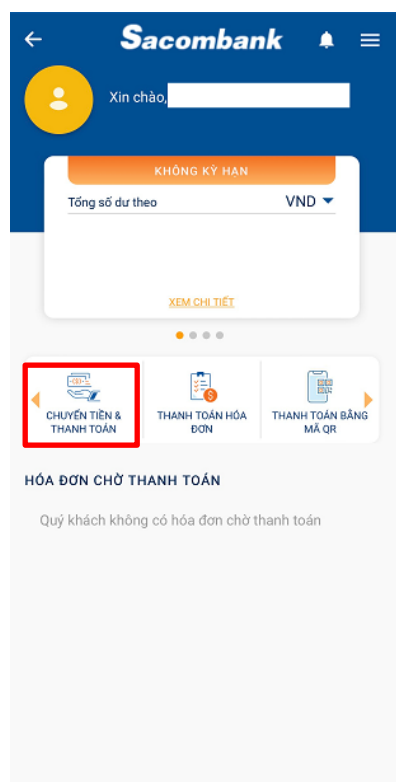 Sacombank
Xin chào,
KHÔNG KỲ HẠN
Tổng số dư theo VND
XEM CHI TIẾT
CHUYỂN TIỀN &
THANH TOÁN
THANH TOÁN HÓA
ĐƠN
THANH TOÁN BẰNG
MÃ QR
HÓA ĐƠN CHỜ THANH TOÁN
Quý khách không có hóa đơn chờ thanh toán